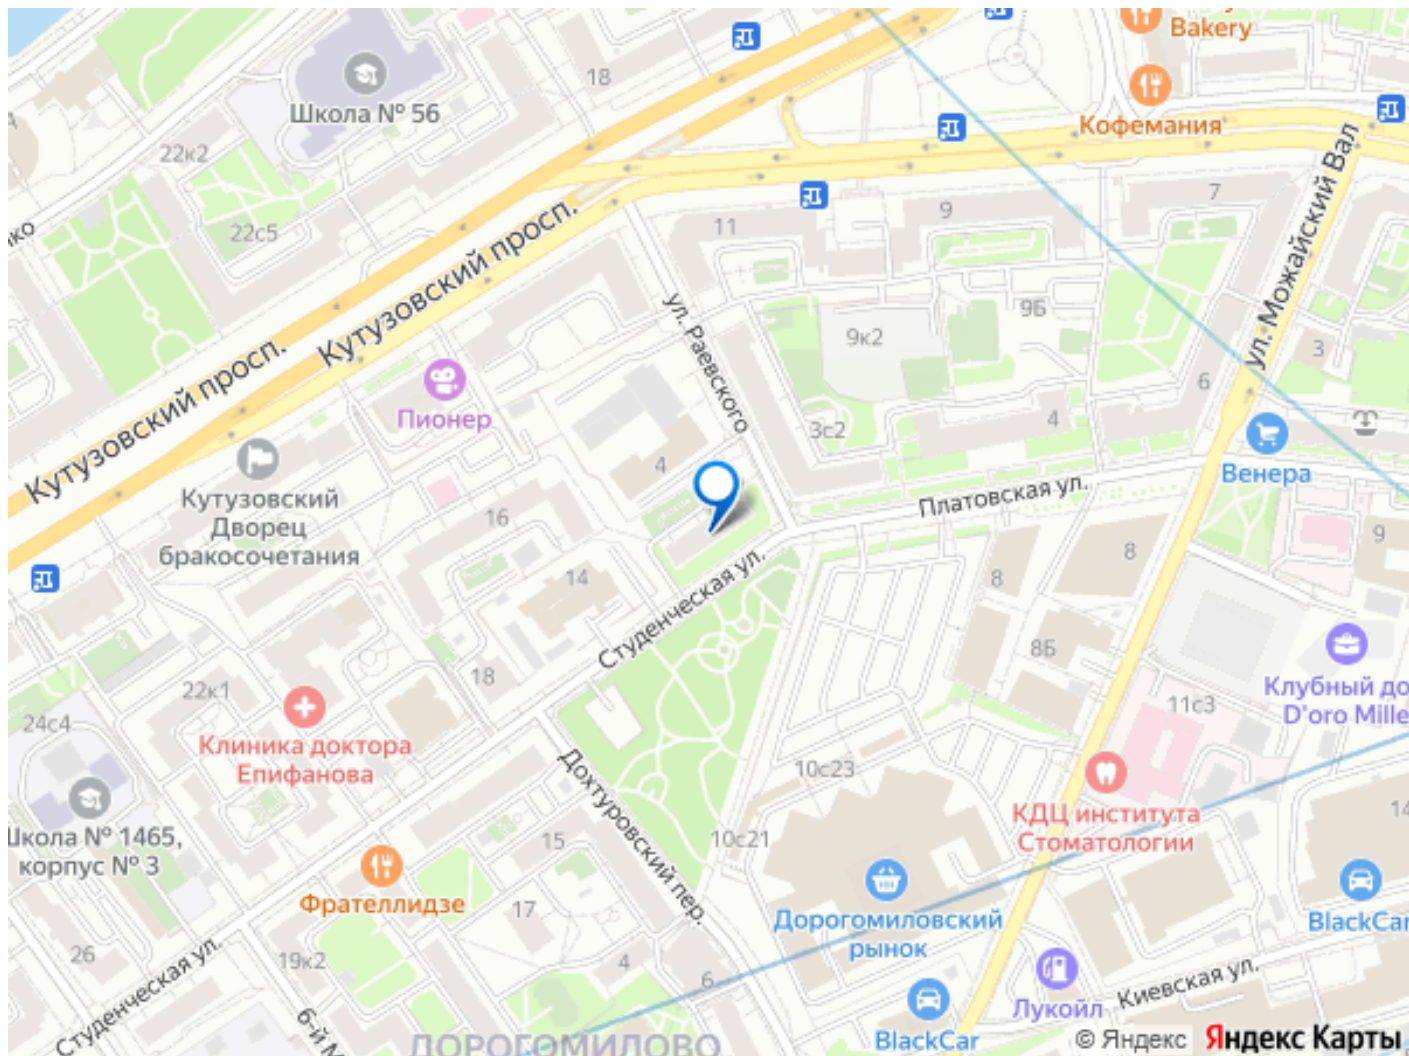 Bakery
18
Школа № 56
Кофемания
22к2
ул. Можайский Вал
7
22с5
9
11
Кутузовский просп.
Кутузовский просп.
ул. Раевского
9Б
9к2
3
6
Пионер
4
3с2
4
Венера
Кутузовский
Дворец
бракосочетания
16
Платовская ул.
9
8
8
14
Студенческая ул.
8Б
18
22к1
24с4
Клубный до
D'oro Mille
11с3
Клиника доктора
Епифанова
10с23
Дохтуровский пер.
Школа № 1465,
корпус № 3
КДЦ института
Стоматологии
14
15
10с21
Фрателлидзе
17
Дорогомиловский
рынок
BlackCar
26
19к2
4
6
Студенческая ул.
Лукойл
Киевская ул.
6-й М
ДОРОГОМИЛОВО
BlackCar
© Яндекс Яндекс Карты